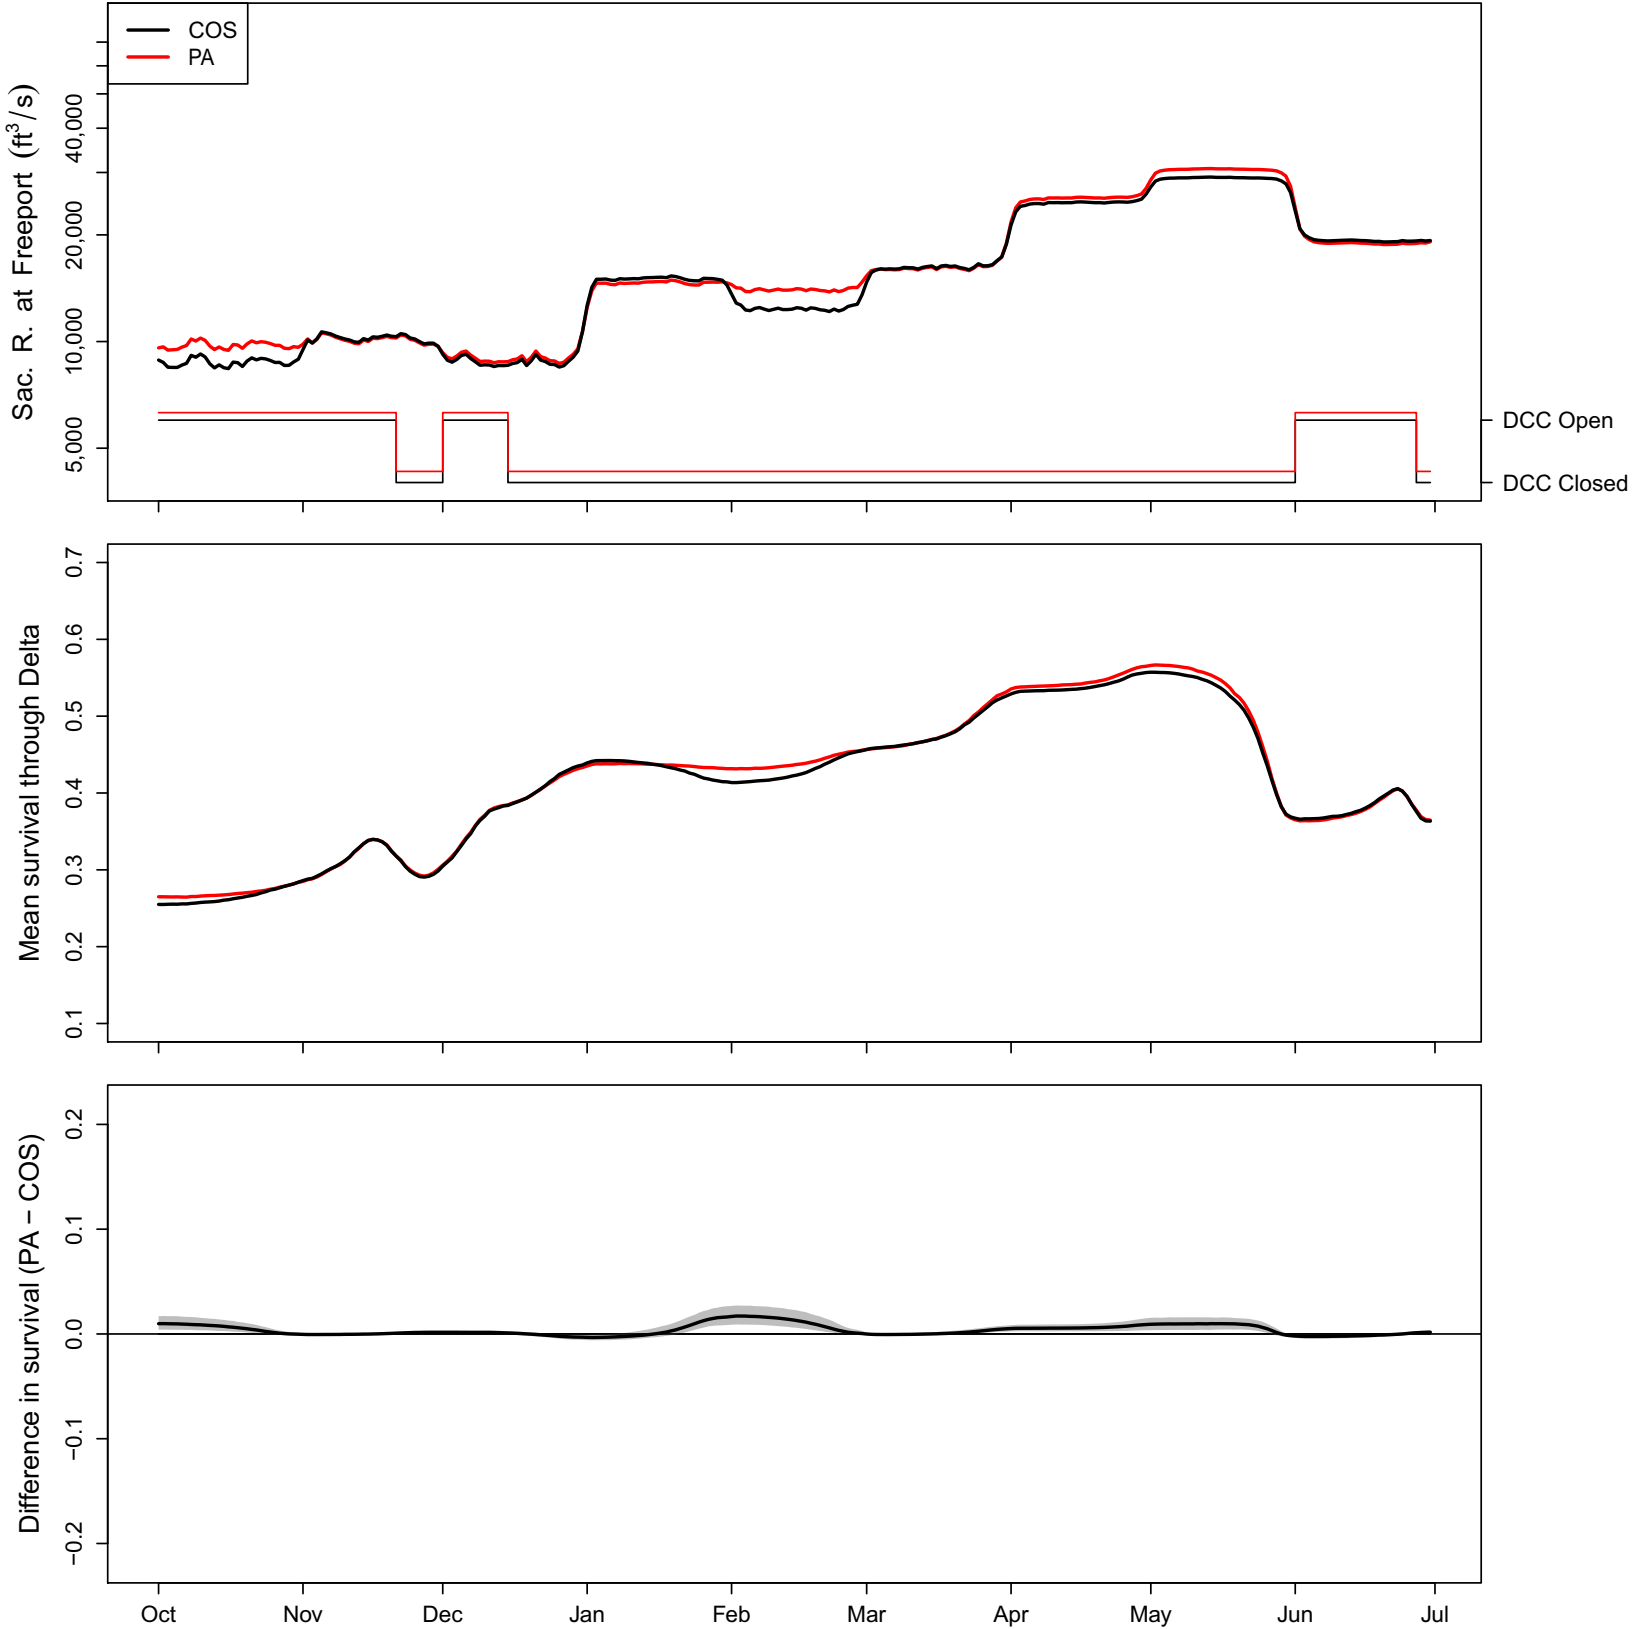 COS
PA
Sac. R. at Freeport (ft³/s)
40,000
20,000
10,000
5,000
DCC Open
DCC Closed
Mean survival through Delta
0.7
0.6
0.5
0.4
0.3
0.2
0.1
Difference in survival (PA − COS)
0.2
0.1
0.0
−0.1
−0.2
Oct Nov Dec Jan Feb Mar Apr May Jun Jul